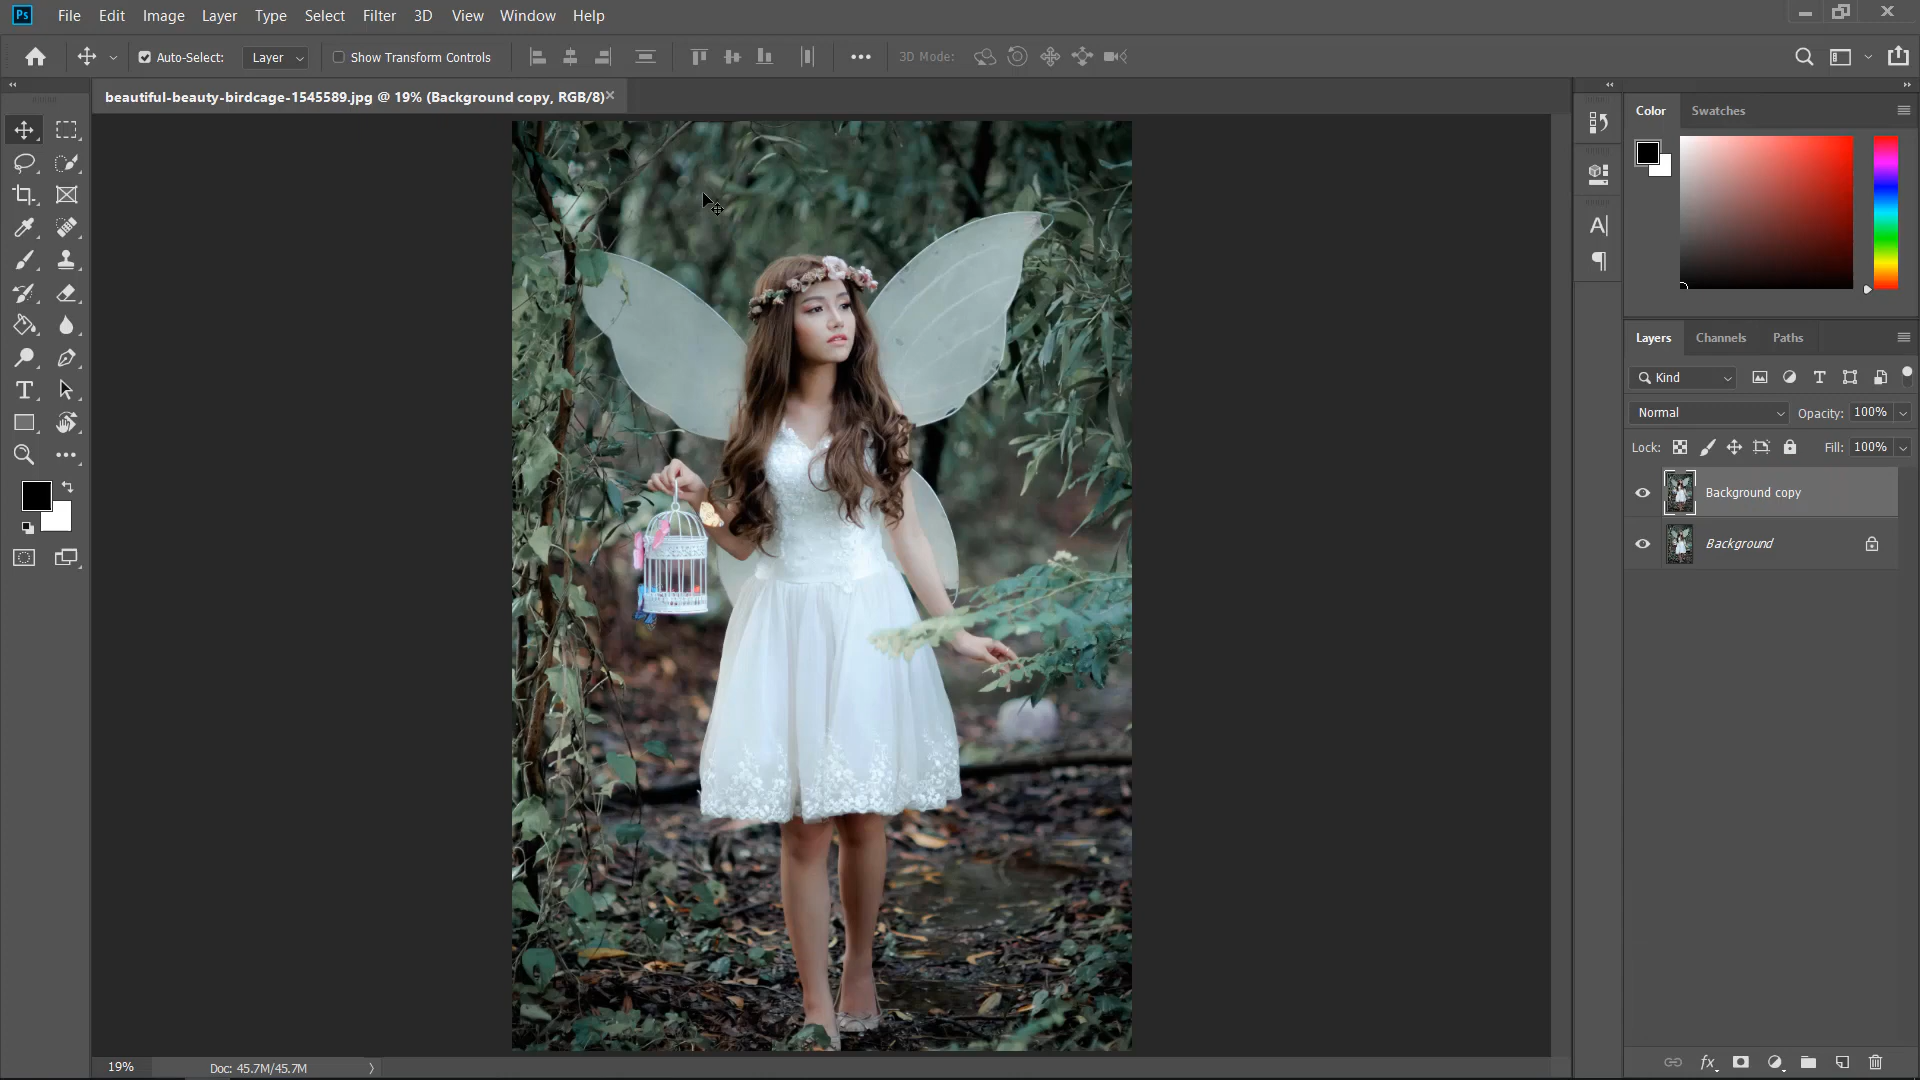 Ps File Edit Image Layer Type Select Filter 3D View Window Help
Auto-Select: Layer Show Transform Controls 3D Mode:
beautiful-beauty-birdcage-1545589.jpg @ 19% (Background copy, RGB/8)
Color Swatches
Layers Channels Paths
Kind
Normal Opacity: 100%
Lock: Fill: 100%
Background copy
Background
19% Doc: 45.7M/45.7M